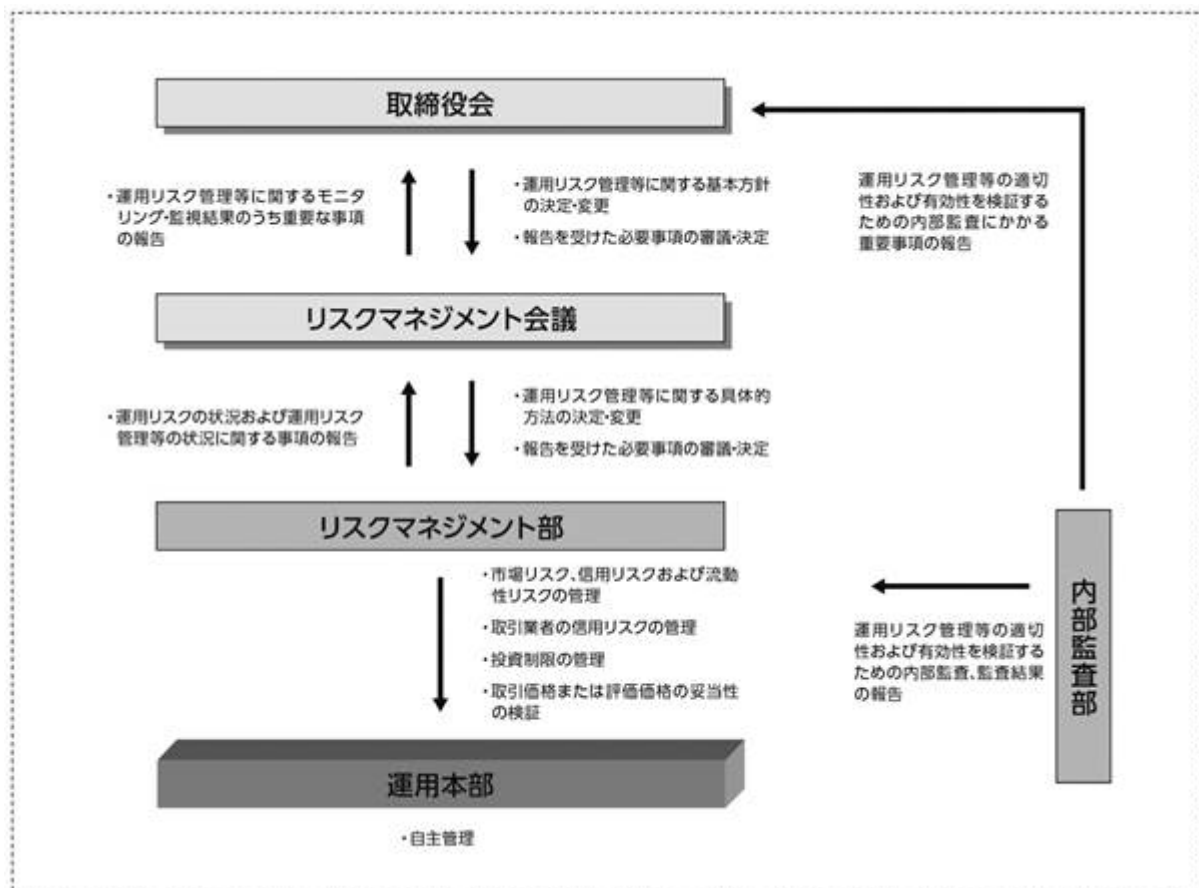 取締役会
・運用リスク管理等に関するモニタ
リング・監視結果のうち重要な事項
の報告
・運用リスク管理等に関する基本方針
の決定・変更
・報告を受けた必要事項の審議・決定
運用リスク管理等の適切
性および有効性を検証する
ための内部監査にかかる
重要事項の報告
リスクマネジメント会議
・運用リスクの状況および運用リスク
管理等の状況に関する事項の報告
・運用リスク管理等に関する具体的
方法の決定・変更
・報告を受けた必要事項の審議・決定
リスクマネジメント部
・市場リスク、信用リスクおよび流動
性リスクの管理
・取引業者の信用リスクの管理
・投資制限の管理
・取引価格または評価価格の妥当性
の検証
運用リスク管理等の適切
性および有効性を検証する
ための内部監査、監査結果
の報告
内部監査部
運用本部
・自主管理